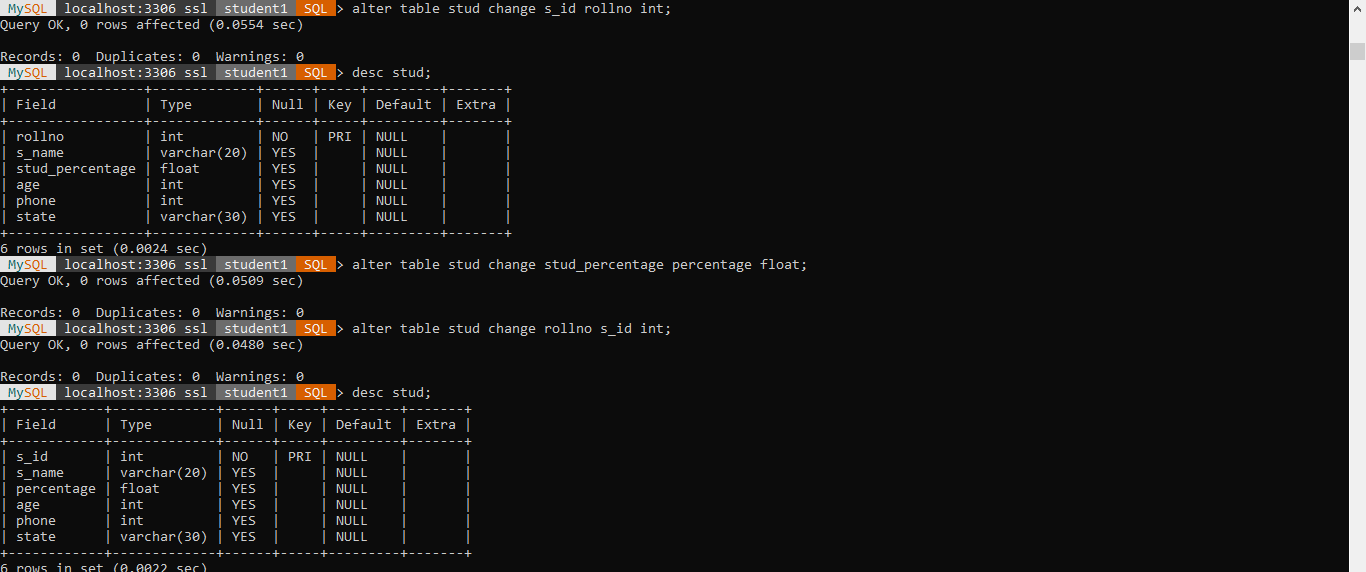 MySQL localhost:3306 ssl student1 SQL > alter table stud change s_id rollno int;
Query OK, 0 rows affected (0.0554 sec)

Records: 0  Duplicates: 0  Warnings: 0
MySQL localhost:3306 ssl student1 SQL > desc stud;
+-----------------+-------------+------+-----+---------+-------+
| Field           | Type        | Null | Key | Default | Extra |
+-----------------+-------------+------+-----+---------+-------+
| rollno          | int         | NO   | PRI | NULL    |       |
| s_name          | varchar(20) | YES  |     | NULL    |       |
| stud_percentage | float       | YES  |     | NULL    |       |
| age             | int         | YES  |     | NULL    |       |
| phone           | int         | YES  |     | NULL    |       |
| state           | varchar(30) | YES  |     | NULL    |       |
+-----------------+-------------+------+-----+---------+-------+
6 rows in set (0.0024 sec)
MySQL localhost:3306 ssl student1 SQL > alter table stud change stud_percentage percentage float;
Query OK, 0 rows affected (0.0509 sec)

Records: 0  Duplicates: 0  Warnings: 0
MySQL localhost:3306 ssl student1 SQL > alter table stud change rollno s_id int;
Query OK, 0 rows affected (0.0480 sec)

Records: 0  Duplicates: 0  Warnings: 0
MySQL localhost:3306 ssl student1 SQL > desc stud;
+------------+-------------+------+-----+---------+-------+
| Field      | Type        | Null | Key | Default | Extra |
+------------+-------------+------+-----+---------+-------+
| s_id       | int         | NO   | PRI | NULL    |       |
| s_name     | varchar(20) | YES  |     | NULL    |       |
| percentage | float       | YES  |     | NULL    |       |
| age        | int         | YES  |     | NULL    |       |
| phone      | int         | YES  |     | NULL    |       |
| state      | varchar(30) | YES  |     | NULL    |       |
+------------+-------------+------+-----+---------+-------+
6 rows in set (0.0022 sec)